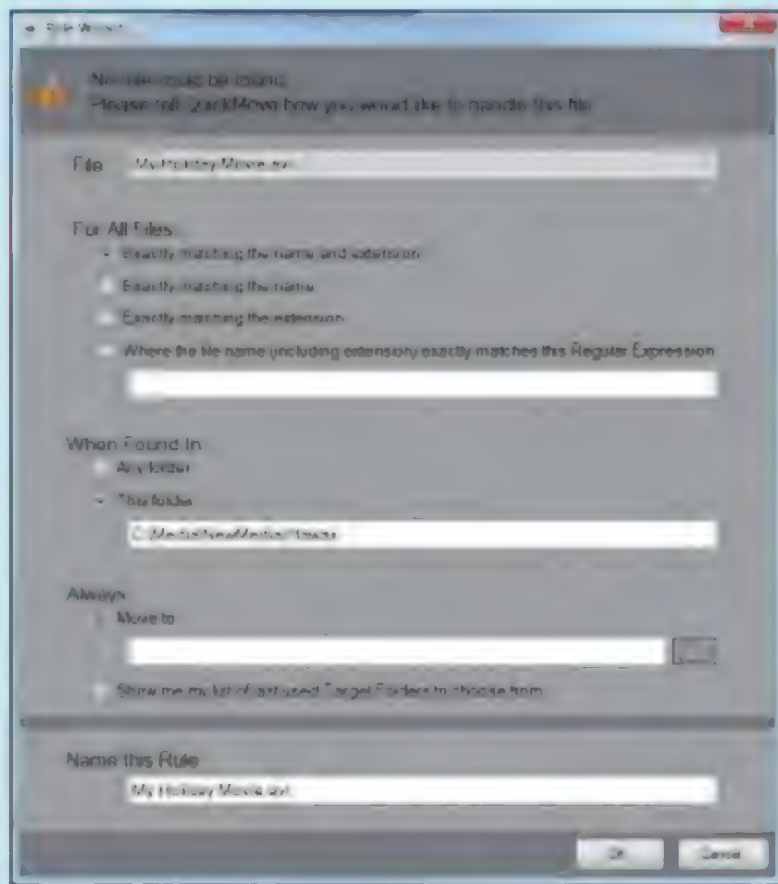 Rule Wizard
No rule could be found.
Please tell QuickMove how you would like to handle this file
File
My Holiday Movie.avi
For All Files
Exactly matching the name and extension
Exactly matching the name
Exactly matching the extension
Where the file name (including extension) exactly matches this Regular Expression
When Found In
Any folder
This folder
Always
Move to
Show me my list of last used Target Folders to choose from
Name this Rule
My Holiday Movie.avi
OK
Cancel